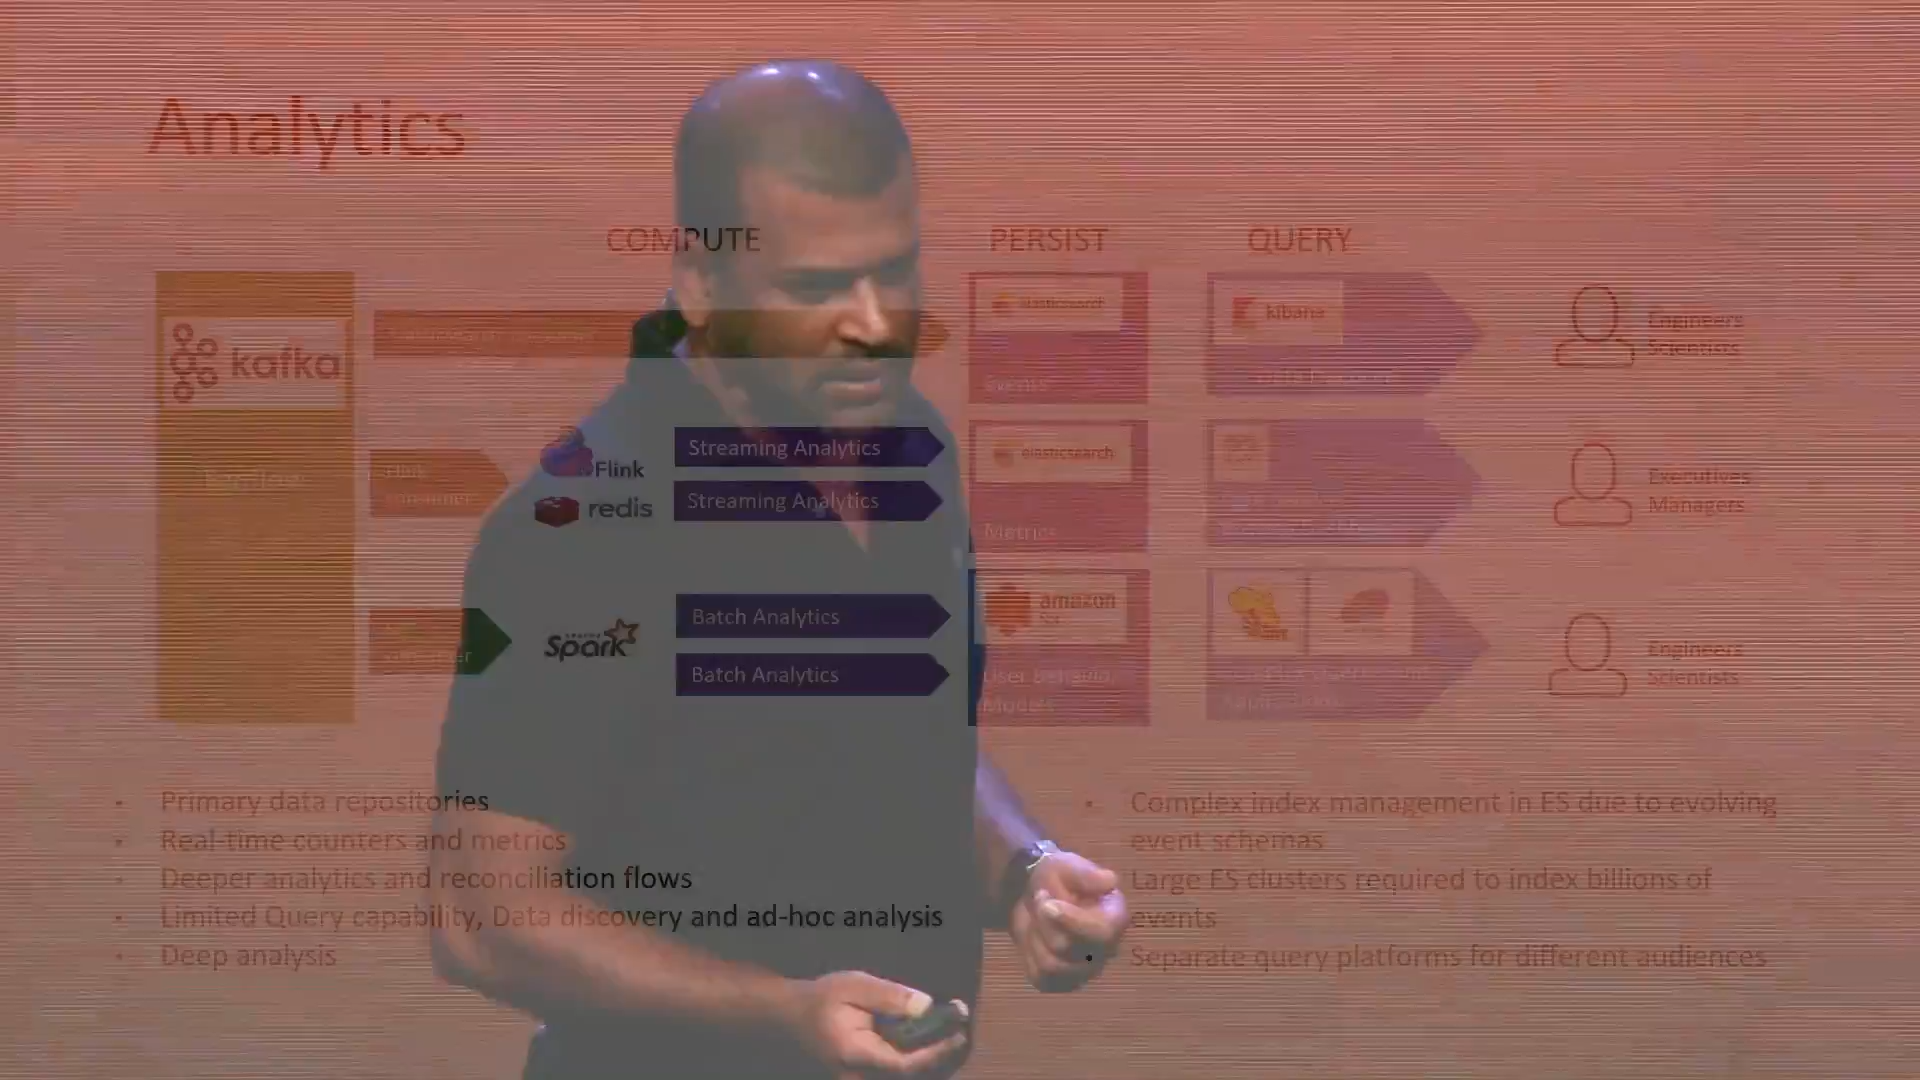 Analytics
COMPUTE
PERSIST
QUERY
kafka
elasticsearch
Events
kibana
Engineers
Scientists
Flink
Streaming Analytics
redis
Streaming Analytics
elasticsearch
Metrics
Executives
Managers
Spark
Batch Analytics
Batch Analytics
amazon
User Behavior
Models
Engineers
Scientists
• Primary data repositories
• Real-time counters and metrics
• Deeper analytics and reconciliation flows
• Limited Query capability, Data discovery and ad-hoc analysis
• Deep analysis
• Complex index management in ES due to evolving
event schemas
Large ES clusters required to index billions of
events
• Separate query platforms for different audiences